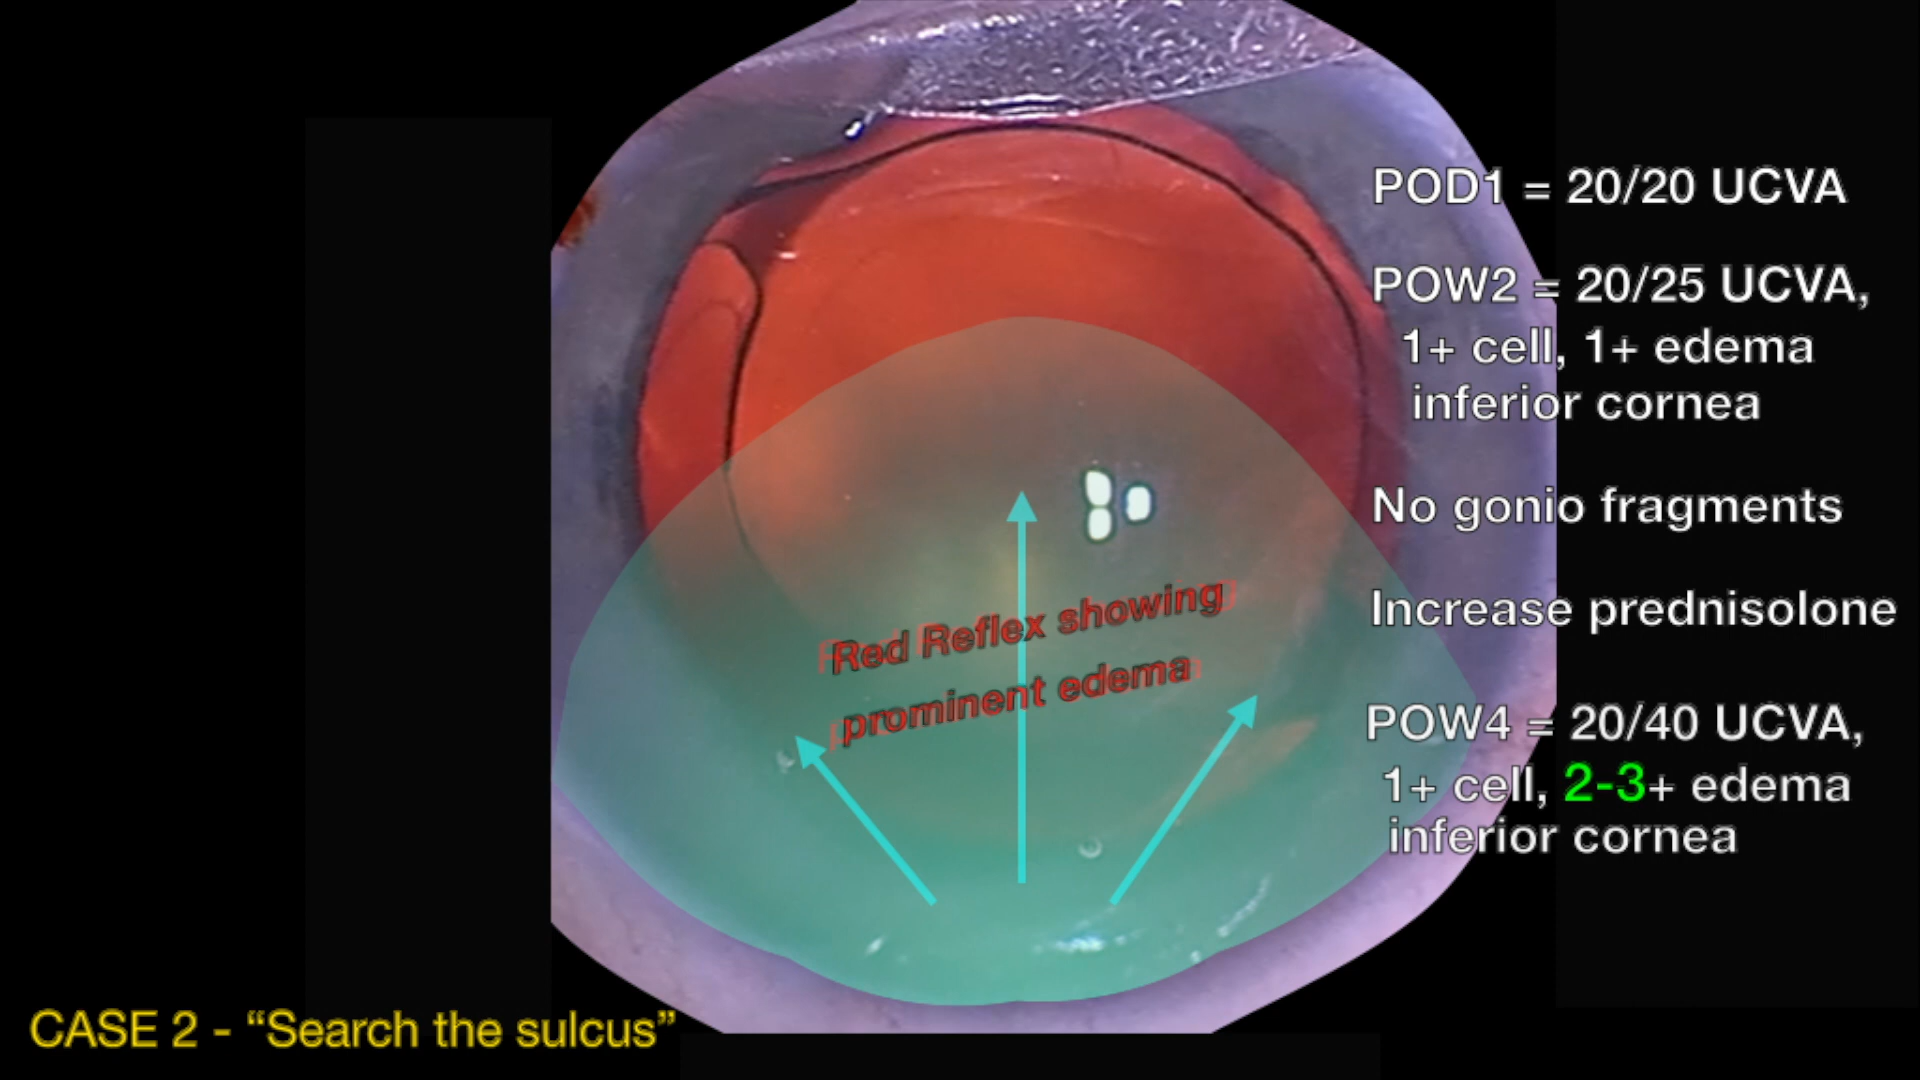 POD1 = 20/20 UCVA
POW2 = 20/25 UCVA,
1+ cell, 1+ edema
inferior cornea
No gonio fragments
Increase prednisolone
POW4 = 20/40 UCVA,
1+ cell, 2-3+ edema
inferior cornea
Red Reflex showing
prominent edema
CASE 2 - “Search the sulcus”